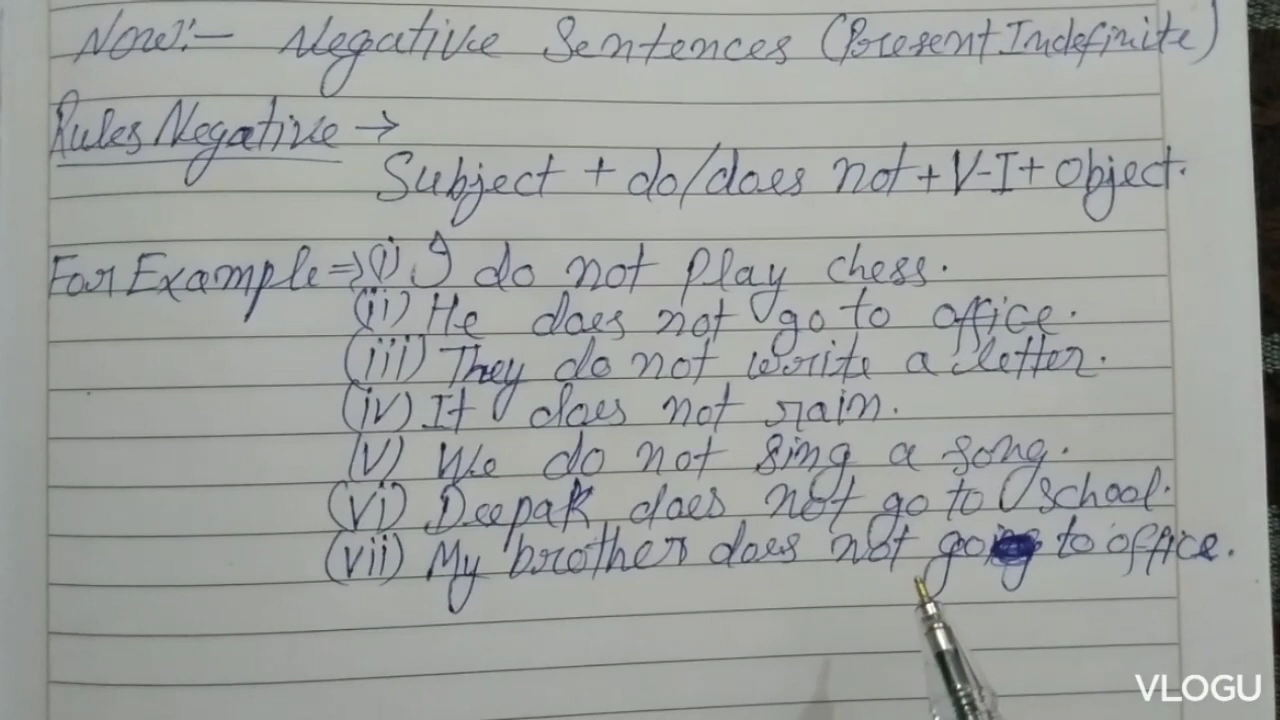 Now:- Negative Sentences (Present Indefinite)
Rules Negative →
Subject + do/does not + V-I + Object.
For Example ⇒ (i) I do not play chess.
(ii) He does not go to office.
(iii) They do not write a letter.
(iv) It does not rain.
(v) We do not sing a song.
(vi) Deepak does not go to school.
(vii) My brother does not go to office.
VLOGU